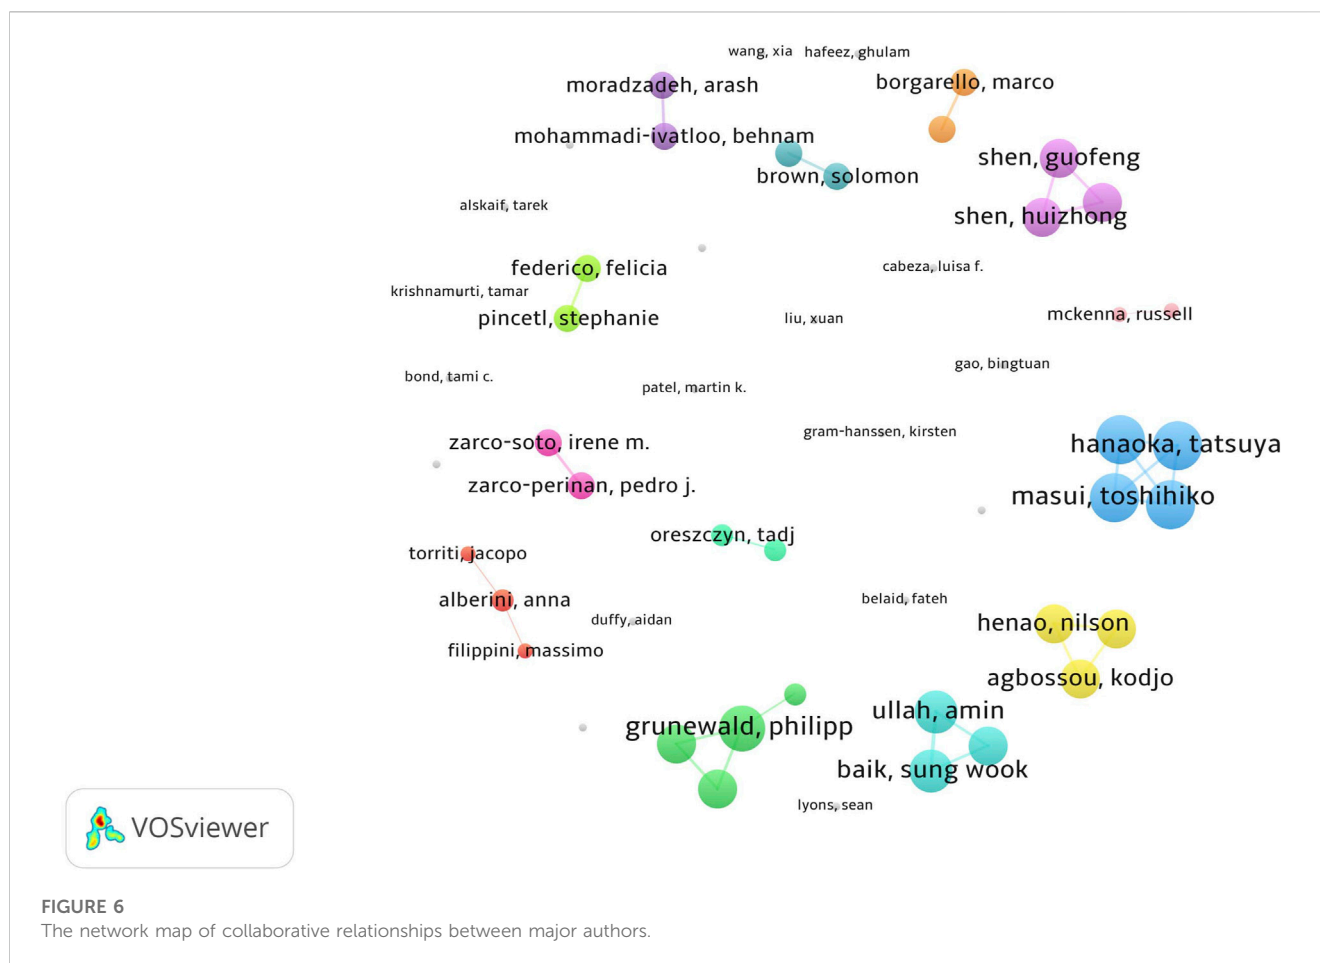 wang, xia
hafeez, ghulam
moradzadeh, arash
borgarello, marco
mohammadi-ivatloo, behnam
shen, guofeng
brown, solomon
alskaif, tarek
shen, huizhong
federico, felicia
cabeza, luisa f.
krishnamurti, tamar
pincetl, stephanie
liu, xuan
mckenna, russell
gao, bingtuan
bond, tami c.
patel, martin k.
gram-hanssen, kirsten
zarco-soto, irene m.
hanaoka, tatsuya
zarco-perinan, pedro j.
masui, toshihiko
oreszczyn, tadj
torriti, jacopo
alberini, anna
belaid, fateh
duffy, aidan
henao, nilson
filippini, massimo
agbossou, kodjo
ullah, amin
grunewald, philipp
baik, sung wook
lyons, sean
VOSviewer
FIGURE 6
The network map of collaborative relationships between major authors.